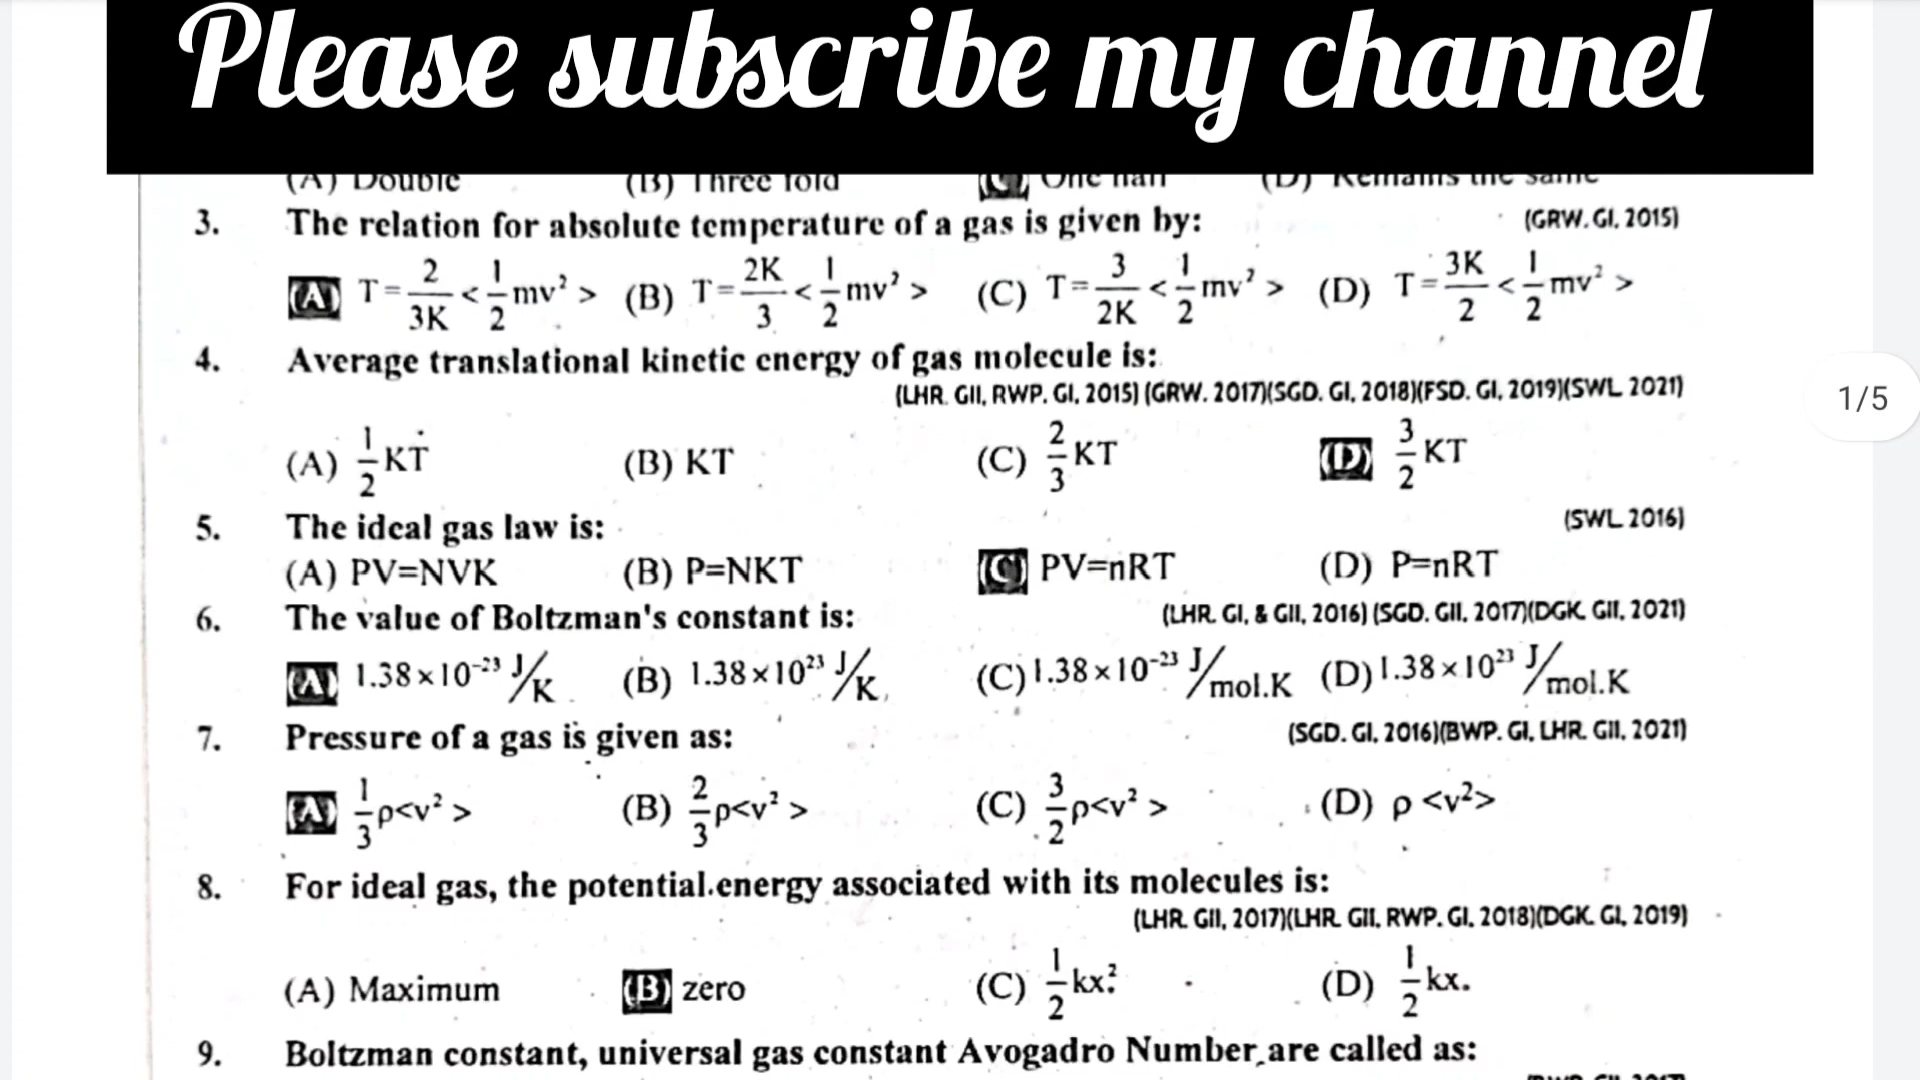 Please subscribe my channel
(A) Double (B) Three fold (C) One half (D) Remains the same
3. The relation for absolute temperature of a gas is given by: (GRW. GI, 2015)
(A) T=2/3K <1/2 mv²> (B) T=2K/3 <1/2 mv²> (C) T=3/2K <1/2 mv²> (D) T=3K/2 <1/2 mv²>
4. Average translational kinetic energy of gas molecule is:
(LHR. GII, RWP. GI, 2015) (GRW. 2017)(SGD. GI, 2018)(FSD. GI, 2019)(SWL 2021)
(A) 1/2 KT (B) KT (C) 2/3 KT (D) 3/2 KT
5. The ideal gas law is: (SWL 2016)
(A) PV=NVK (B) P=NKT (C) PV=nRT (D) P=nRT
6. The value of Boltzman's constant is: (LHR. GI, & GII, 2016) (SGD. GII, 2017)(DGK. GII, 2021)
(A) 1.38×10⁻²³ J/K (B) 1.38×10²³ J/K (C) 1.38×10⁻²³ J/mol.K (D) 1.38×10²³ J/mol.K
7. Pressure of a gas is given as: (SGD. GI, 2016)(BWP. GI, LHR. GII, 2021)
(A) 1/3 ρ<v²> (B) 2/3 ρ<v²> (C) 3/2 ρ<v²> (D) ρ <v²>
8. For ideal gas, the potential energy associated with its molecules is:
(LHR. GII, 2017)(LHR. GII, RWP. GI, 2018)(DGK. GI, 2019)
(A) Maximum (B) zero (C) 1/2 kx² (D) 1/2 kx.
9. Boltzman constant, universal gas constant Avogadro Number are called as:
1/5